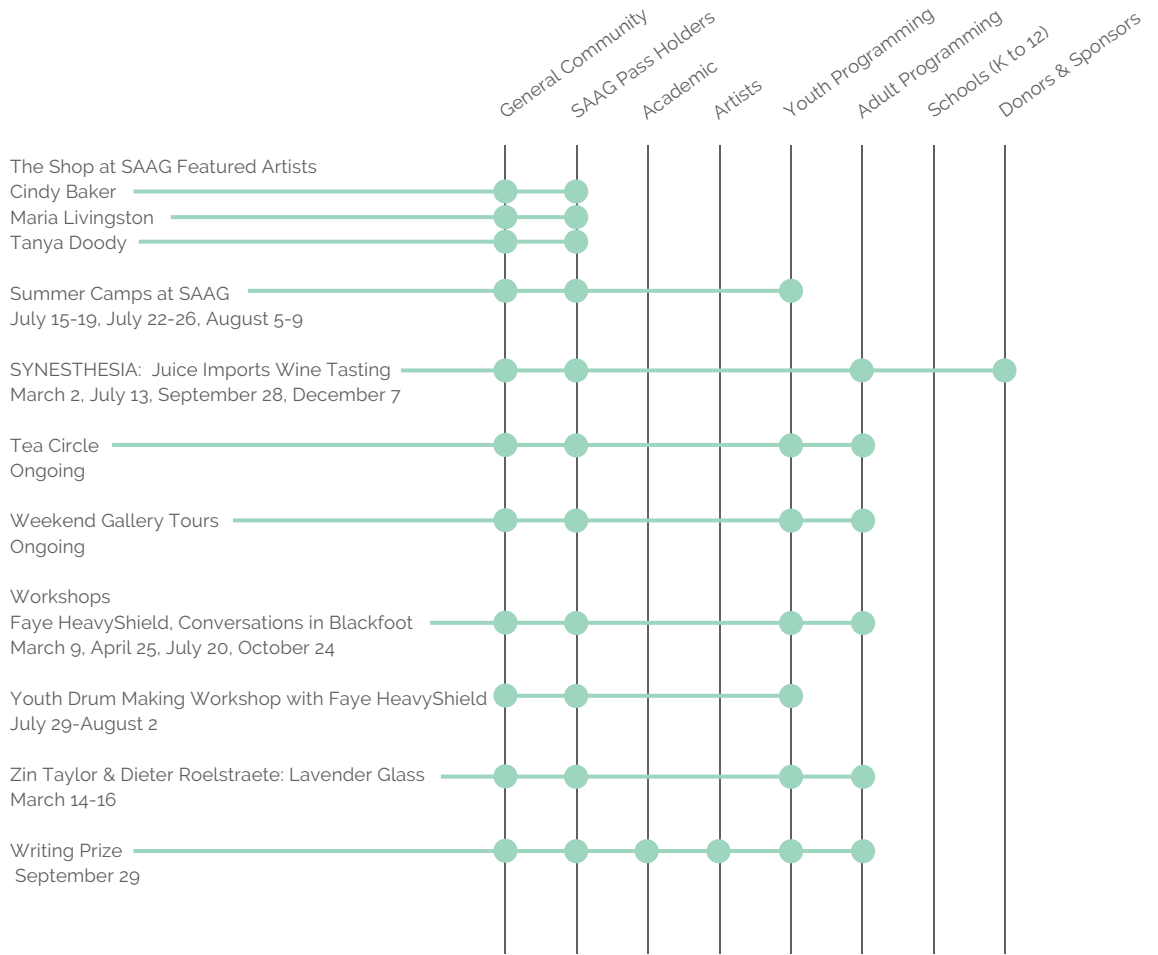 General Community
SAAG Pass Holders
Academic
Artists
Youth Programming
Adult Programming
Schools (K to 12)
Donors & Sponsors
The Shop at SAAG Featured Artists
Cindy Baker
Maria Livingston
Tanya Doody
Summer Camps at SAAG
July 15-19, July 22-26, August 5-9
SYNESTHESIA: Juice Imports Wine Tasting
March 2, July 13, September 28, December 7
Tea Circle
Ongoing
Weekend Gallery Tours
Ongoing
Workshops
Faye HeavyShield, Conversations in Blackfoot
March 9, April 25, July 20, October 24
Youth Drum Making Workshop with Faye HeavyShield
July 29-August 2
Zin Taylor & Dieter Roelstraete: Lavender Glass
March 14-16
Writing Prize
September 29